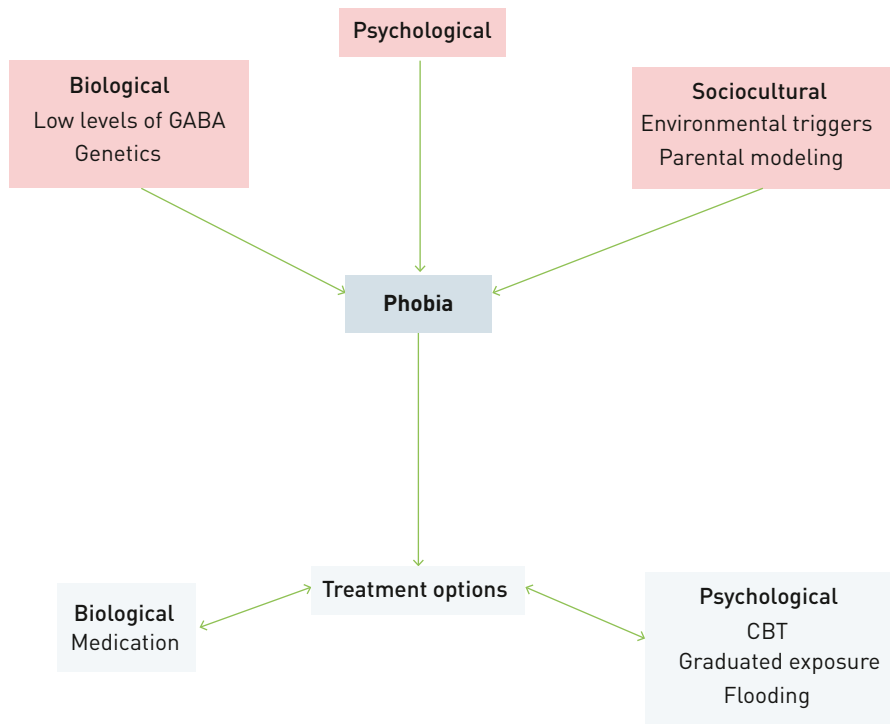 Psychological
Biological
Low levels of GABA
Genetics
Sociocultural
Environmental triggers
Parental modeling
Phobia
Treatment options
Biological
Medication
Psychological
CBT
Graduated exposure
Flooding